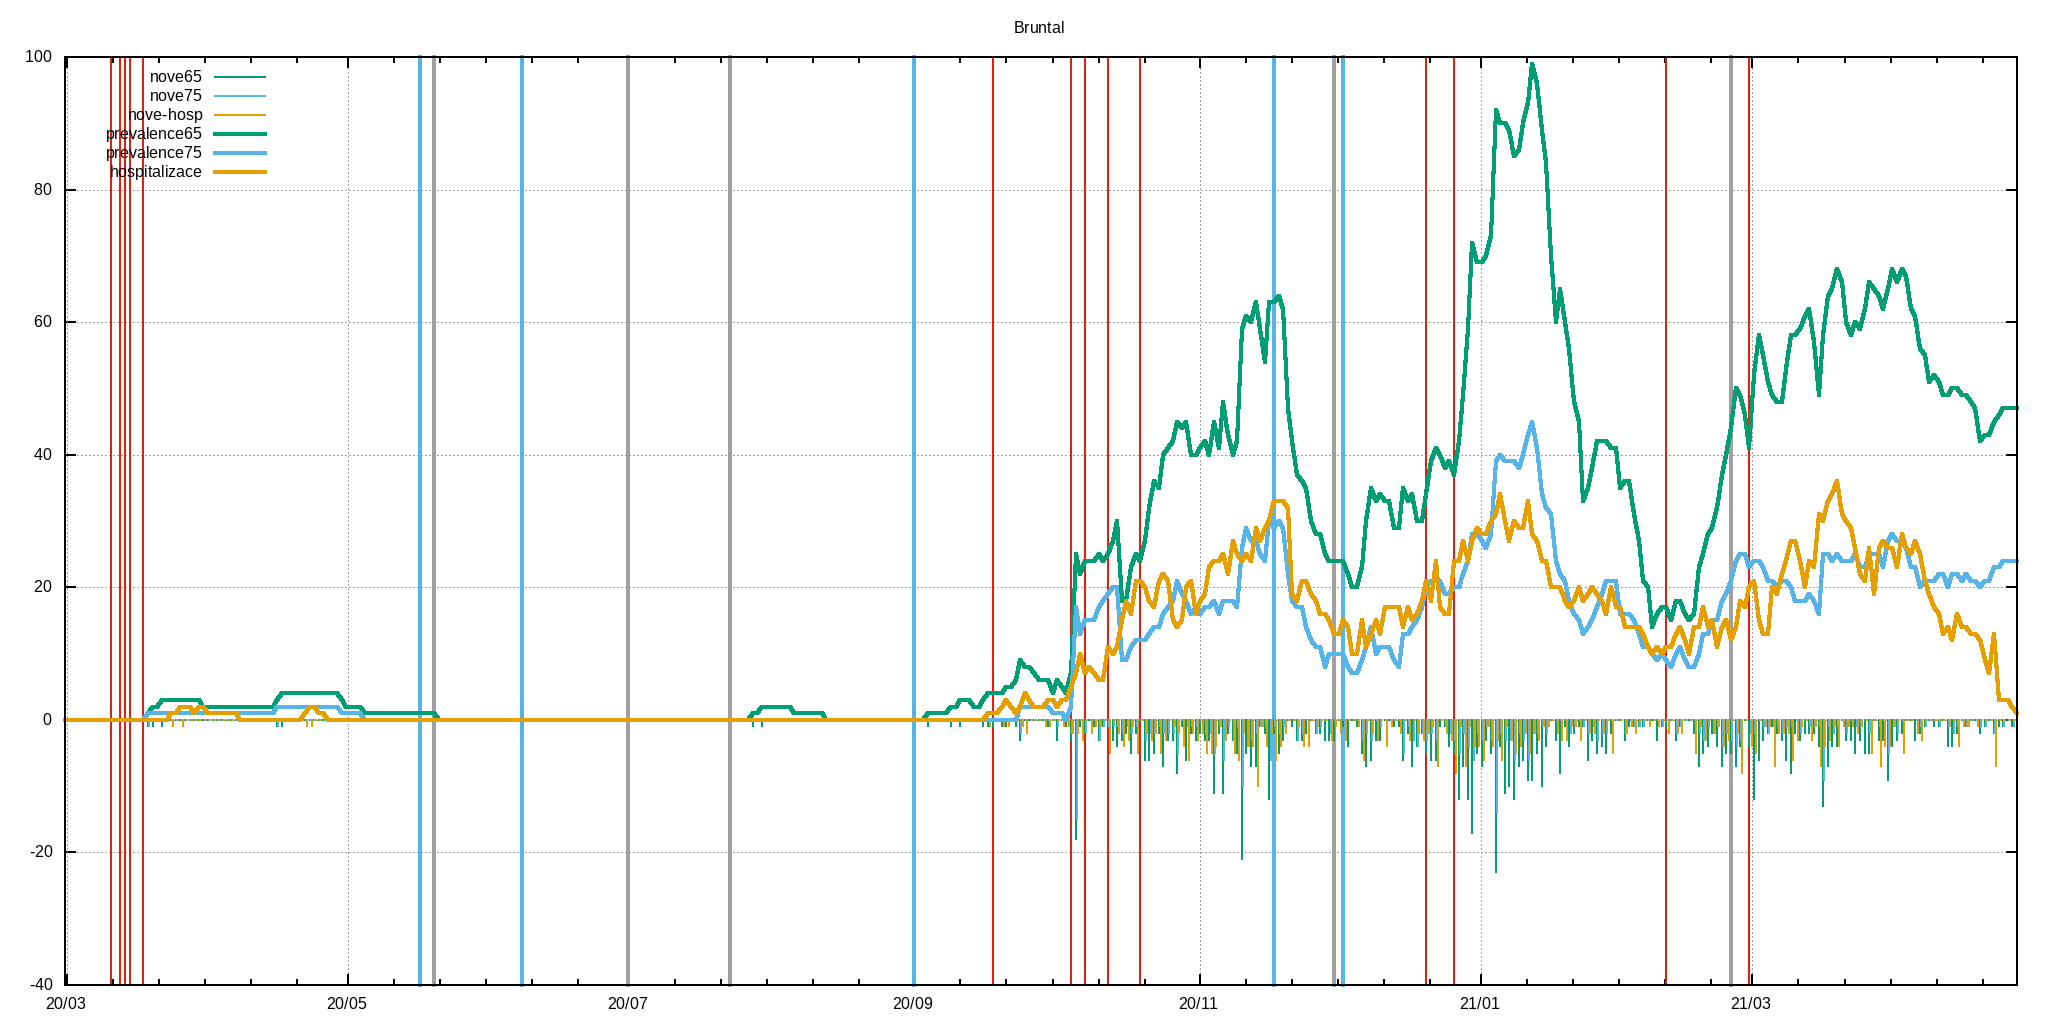 Bruntal
100
80
60
40
20
0
-20
-40
nove65
nove75
nove-hosp
prevalence65
prevalence75
hospitalizace
20/03 20/05 20/07 20/09 20/11 21/01 21/03